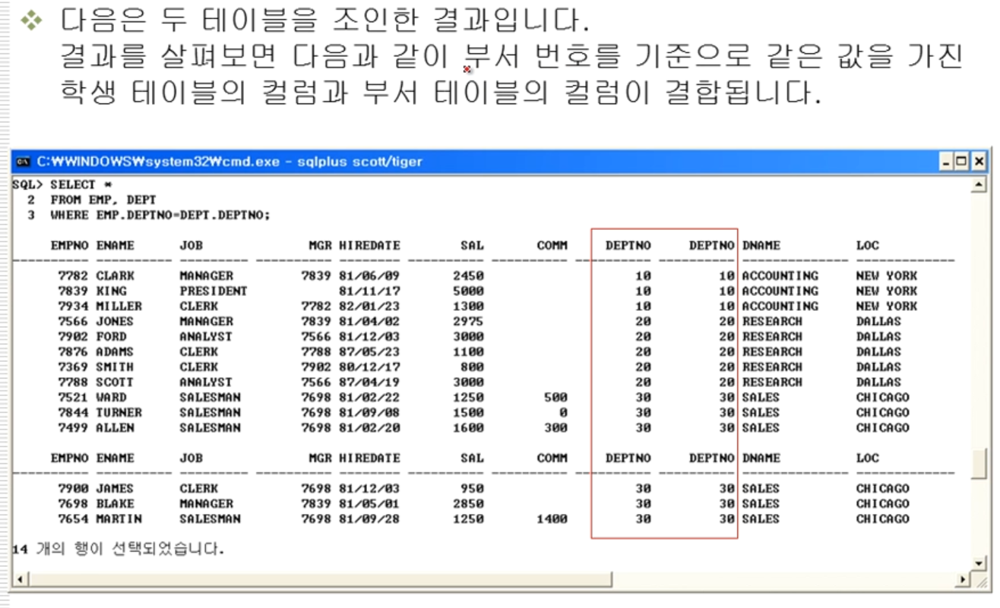 다음은 두 테이블을 조인한 결과입니다.
결과를 살펴보면 다음과 같이 부서 번호를 기준으로 같은 값을 가진
학생 테이블의 컬럼과 부서 테이블의 컬럼이 결합됩니다.
C:₩WINDOWS₩system32₩cmd.exe - sqlplus scott/tiger
SQL> SELECT *
2 FROM EMP, DEPT
3 WHERE EMP.DEPTNO=DEPT.DEPTNO;
EMPNO ENAME JOB MGR HIREDATE SAL COMM DEPTNO DEPTNO DNAME LOC
7782 CLARK MANAGER 7839 81/06/09 2450 10 10 ACCOUNTING NEW YORK
7839 KING PRESIDENT 81/11/17 5000 10 10 ACCOUNTING NEW YORK
7934 MILLER CLERK 7782 82/01/23 1300 10 10 ACCOUNTING NEW YORK
7566 JONES MANAGER 7839 81/04/02 2975 20 20 RESEARCH DALLAS
7902 FORD ANALYST 7566 81/12/03 3000 20 20 RESEARCH DALLAS
7876 ADAMS CLERK 7788 87/05/23 1100 20 20 RESEARCH DALLAS
7369 SMITH CLERK 7902 80/12/17 800 20 20 RESEARCH DALLAS
7788 SCOTT ANALYST 7566 87/04/19 3000 20 20 RESEARCH DALLAS
7521 WARD SALESMAN 7698 81/02/22 1250 500 30 30 SALES CHICAGO
7844 TURNER SALESMAN 7698 81/09/08 1500 0 30 30 SALES CHICAGO
7499 ALLEN SALESMAN 7698 81/02/20 1600 300 30 30 SALES CHICAGO
EMPNO ENAME JOB MGR HIREDATE SAL COMM DEPTNO DEPTNO DNAME LOC
7900 JAMES CLERK 7698 81/12/03 950 30 30 SALES CHICAGO
7698 BLAKE MANAGER 7839 81/05/01 2850 30 30 SALES CHICAGO
7654 MARTIN SALESMAN 7698 81/09/28 1250 1400 30 30 SALES CHICAGO
14 개의 행이 선택되었습니다.